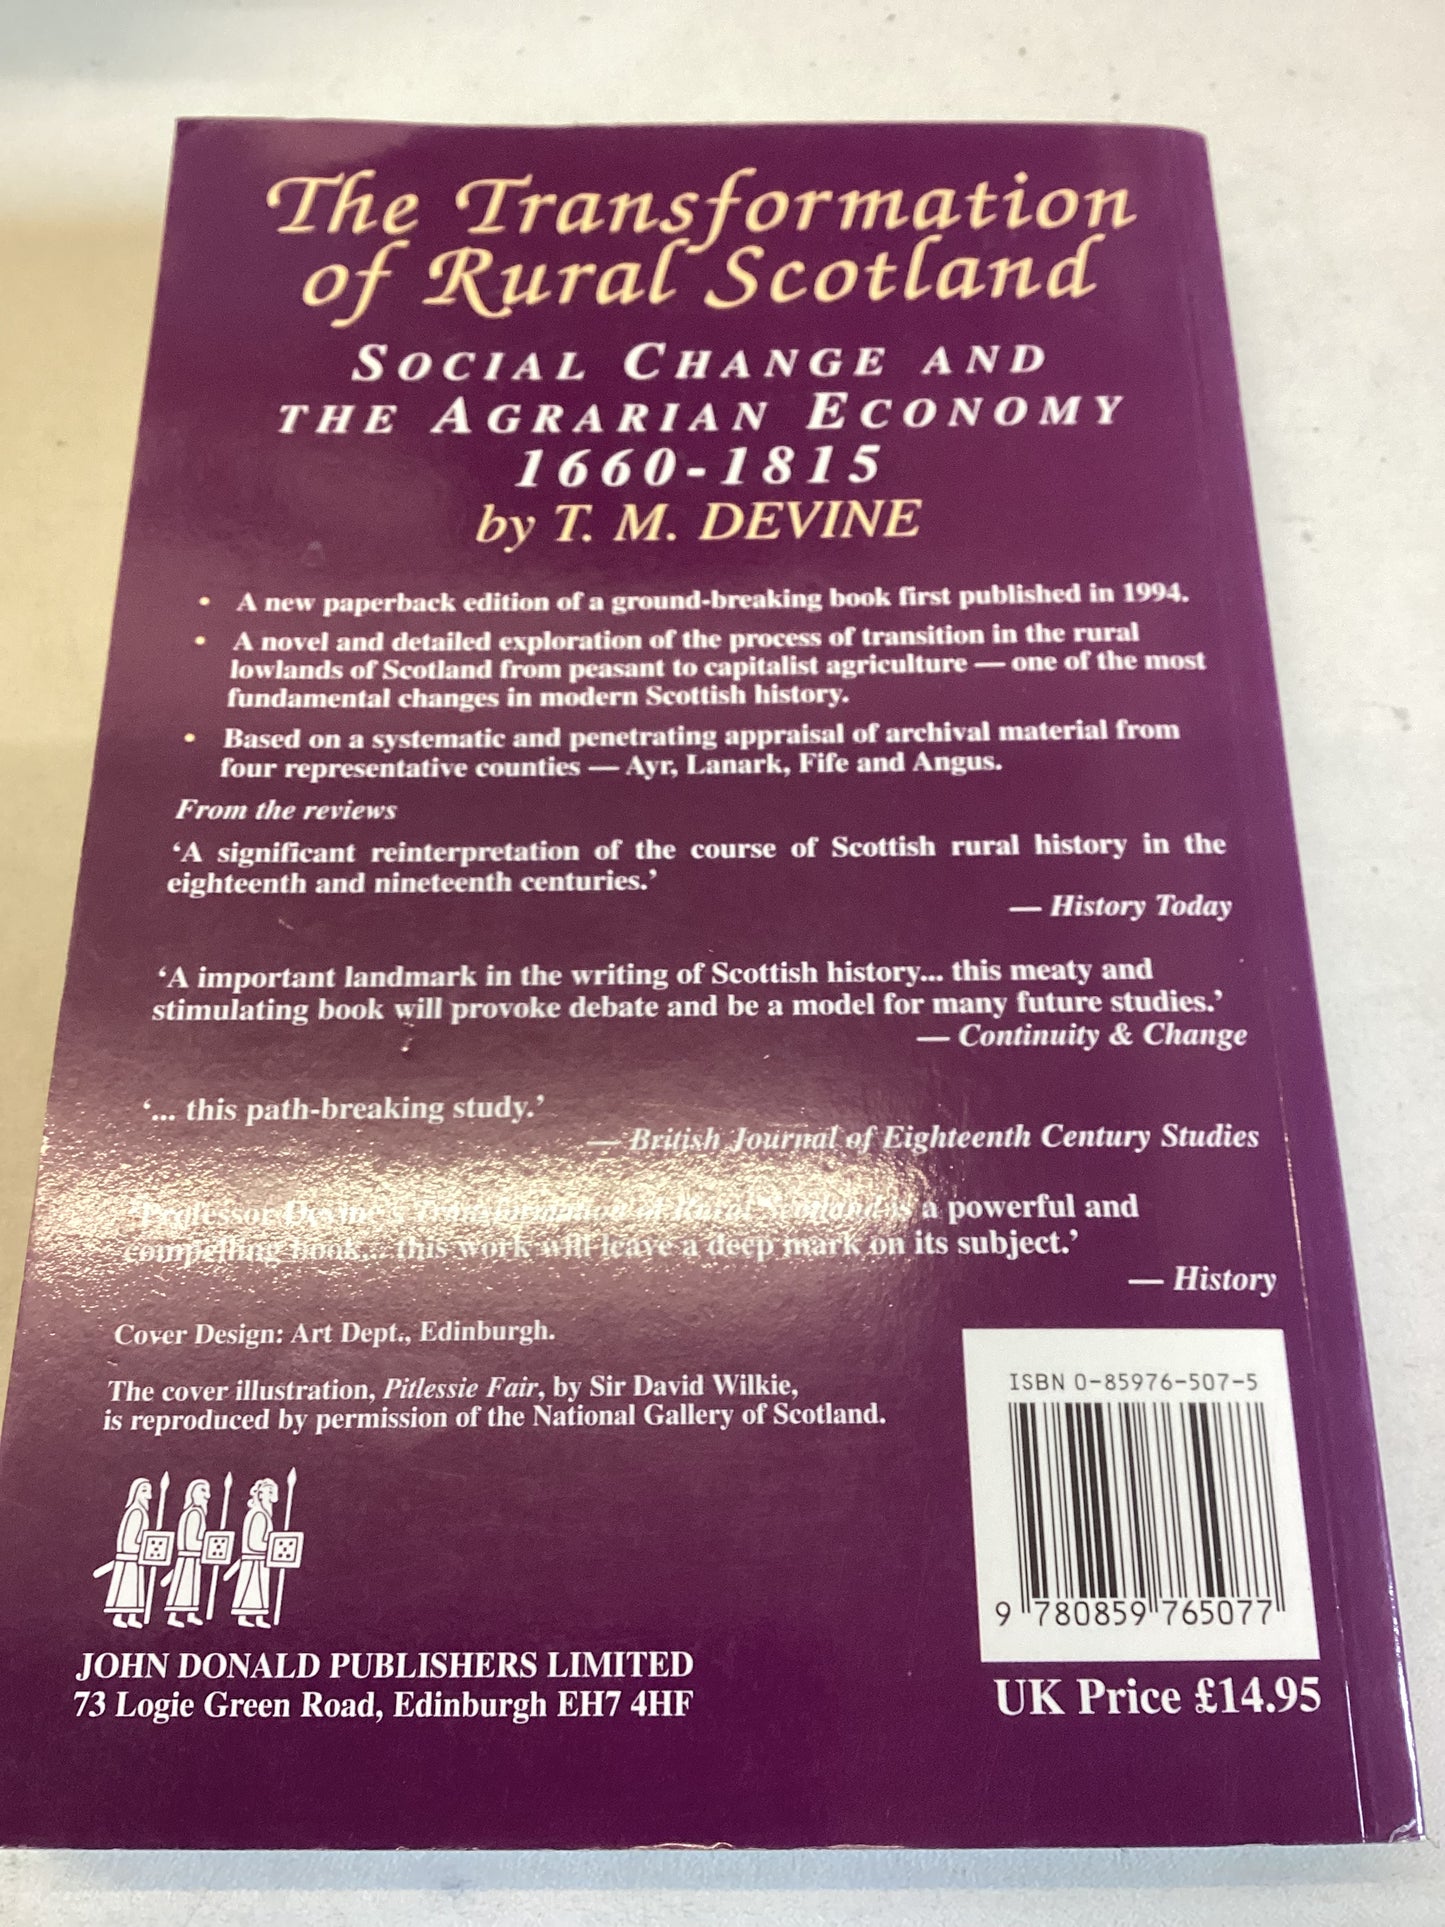 The Transformation
of Rural Scotland
SOCIAL CHANGE AND
THE AGRARIAN ECONOMY
1660-1815
by T. M. DEVINE
• A new paperback edition of a ground-breaking book first published in 1994.
• A novel and detailed exploration of the process of transition in the rural
lowlands of Scotland from peasant to capitalist agriculture — one of the most
fundamental changes in modern Scottish history.
• Based on a systematic and penetrating appraisal of archival material from
four representative counties — Ayr, Lanark, Fife and Angus.
From the reviews
‘A significant reinterpretation of the course of Scottish rural history in the
eighteenth and nineteenth centuries.’
— History Today
‘A important landmark in the writing of Scottish history... this meaty and
stimulating book will provoke debate and be a model for many future studies.’
— Continuity & Change
‘... this path-breaking study.’
— British Journal of Eighteenth Century Studies
‘Professor Devine's Transformation of Rural Scotland is a powerful and
compelling book... this work will leave a deep mark on its subject.’
— History
Cover Design: Art Dept., Edinburgh.
The cover illustration, Pitlessie Fair, by Sir David Wilkie,
is reproduced by permission of the National Gallery of Scotland.
ISBN 0-85976-507-5
9 780859 765077
JOHN DONALD PUBLISHERS LIMITED
73 Logie Green Road, Edinburgh EH7 4HF
UK Price £14.95